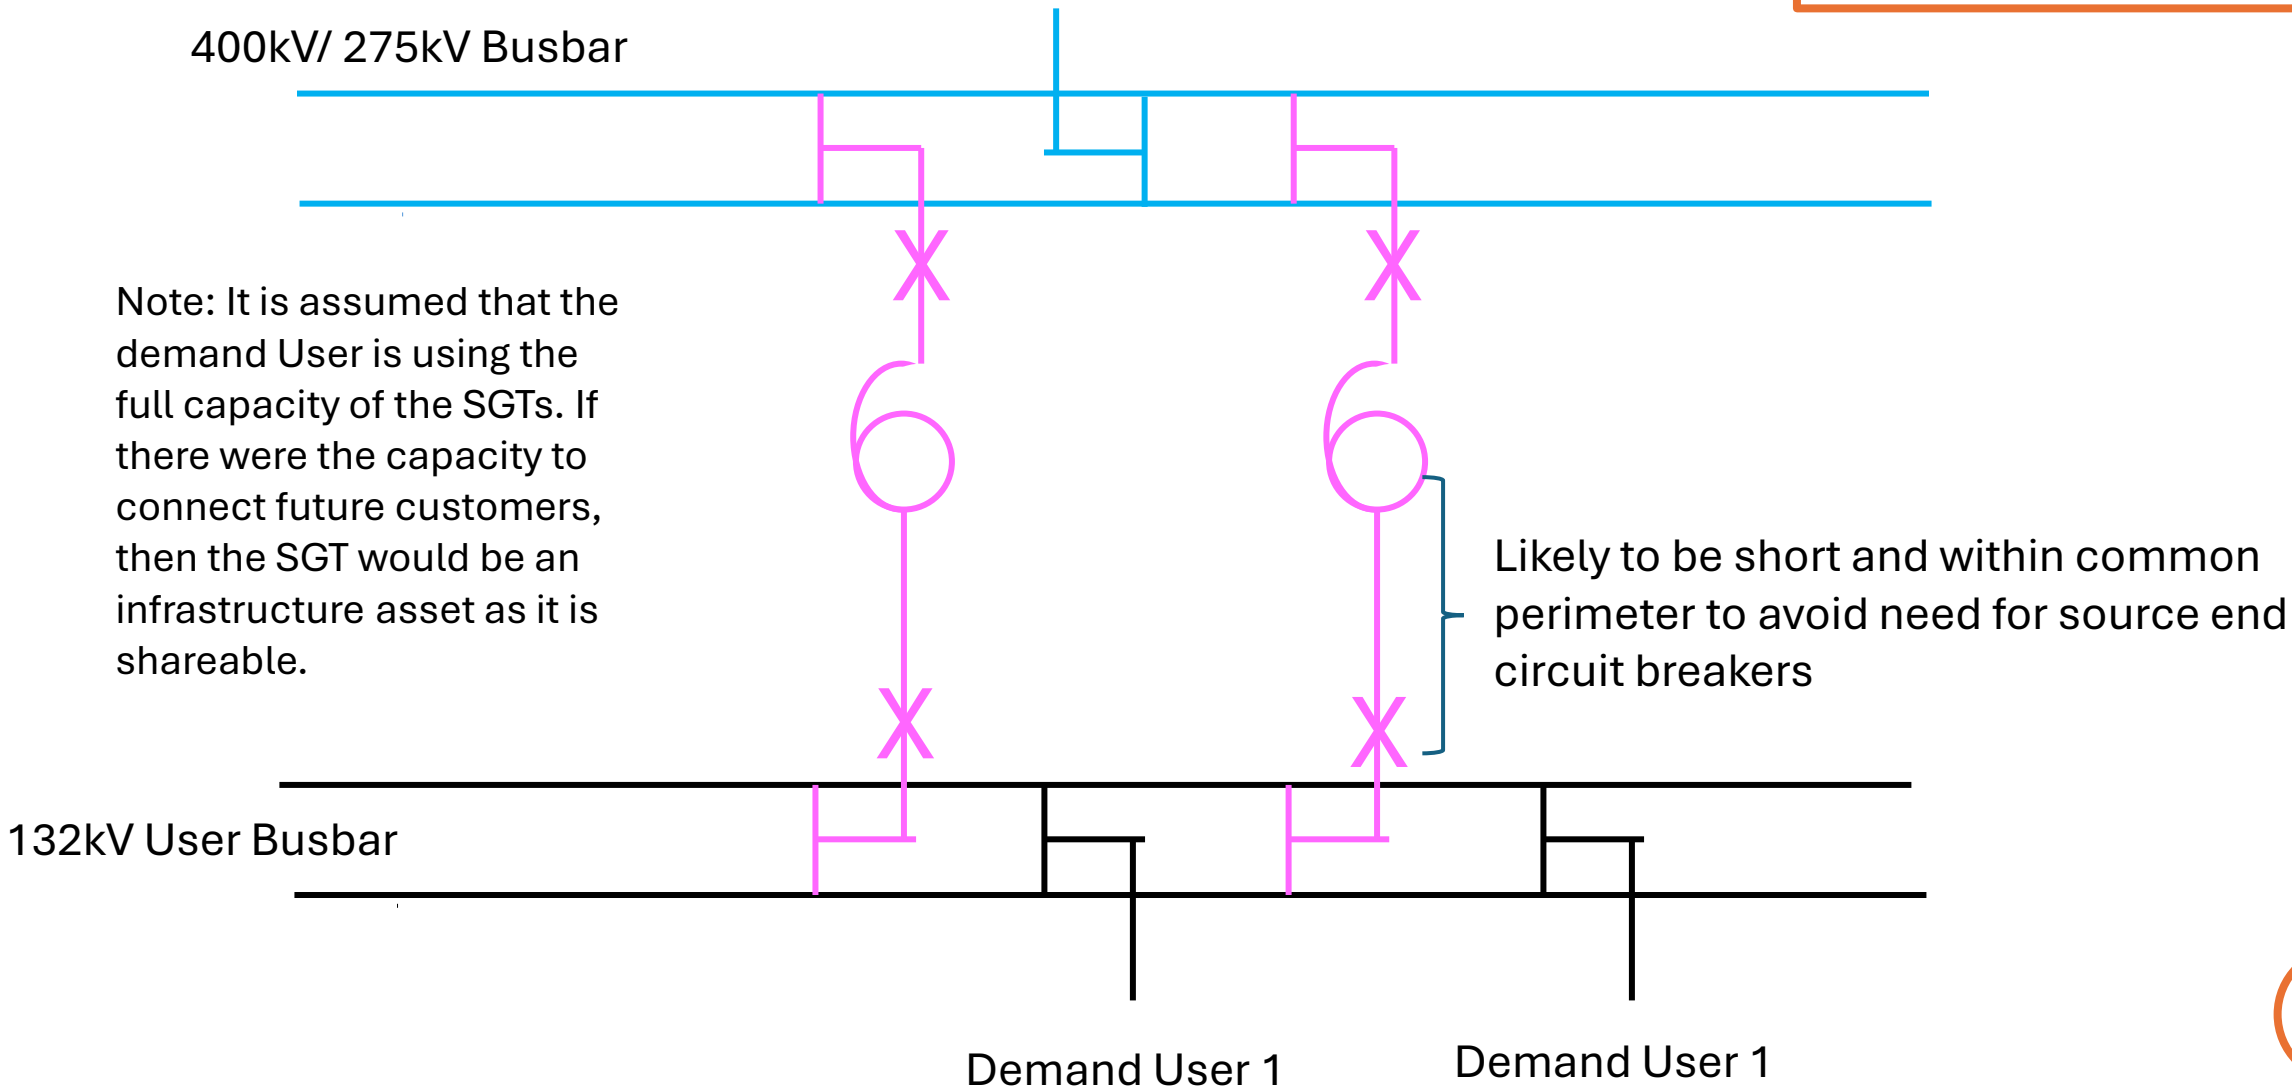 400kV/ 275kV Busbar
X X
Note: It is assumed that the
demand User is using the
full capacity of the SGTs. If
there were the capacity to
connect future customers,
then the SGT would be an
infrastructure asset as it is
shareable.
Likely to be short and within common
perimeter to avoid need for source end
circuit breakers
X X
132kV User Busbar
Demand User 1
Demand User 1